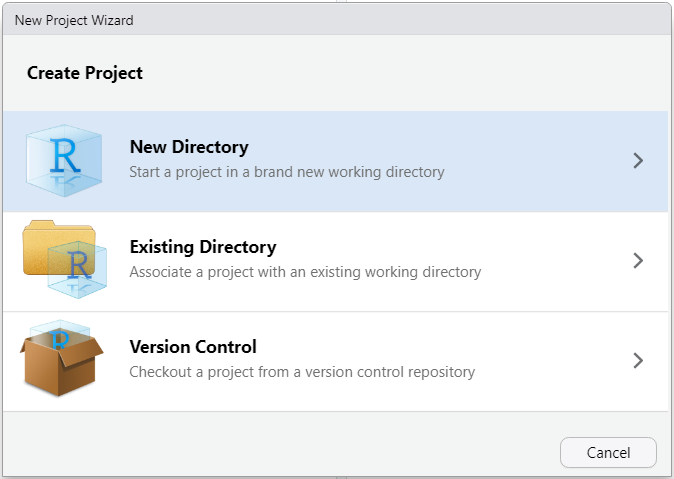 New Project Wizard
Create Project
R
New Directory
Start a project in a brand new working directory
R
Existing Directory
Associate a project with an existing working directory
R
Version Control
Checkout a project from a version control repository
Cancel